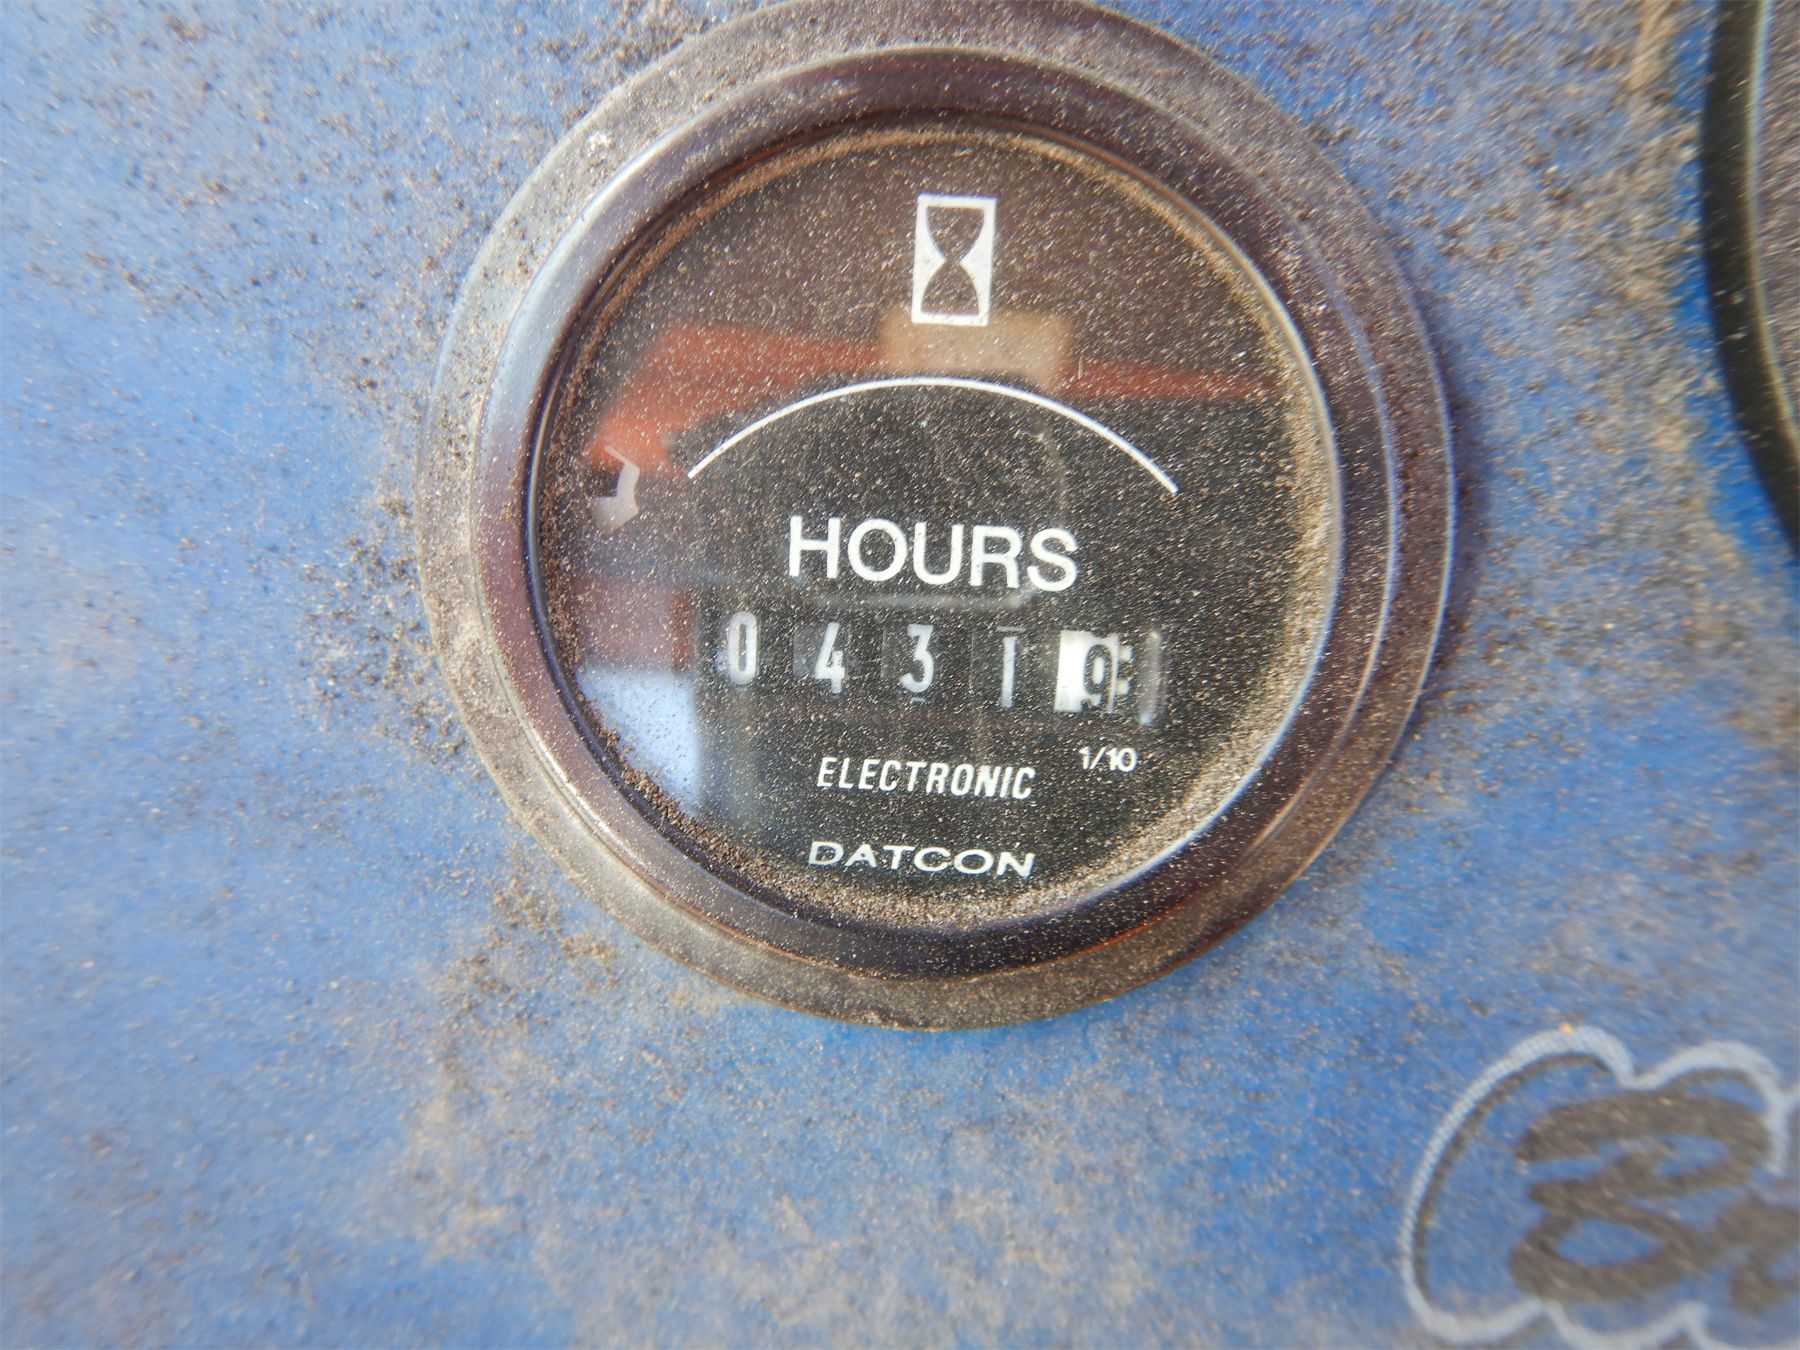 HOURS
0 4 3 1 9
1/10
ELECTRONIC
DATCON